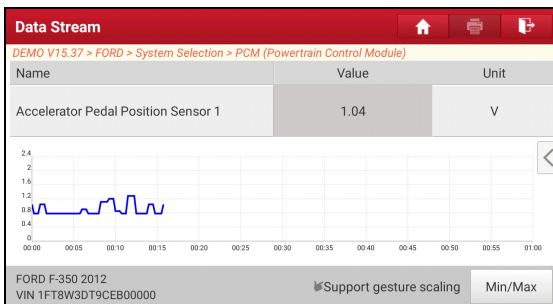 Data Stream
DEMO V15.37 > FORD > System Selection > PCM (Powertrain Control Module)
Name Value Unit
Accelerator Pedal Position Sensor 1 1.04 V
2.4
2
1.6
1.2
0.8
0.4
0
00:00 00:05 00:10 00:15 00:20 00:25 00:30 00:35 00:40 00:45 00:50 00:55 01:00
FORD F-350 2012
VIN 1FT8W3DT9CEB00000
Support gesture scaling Min/Max